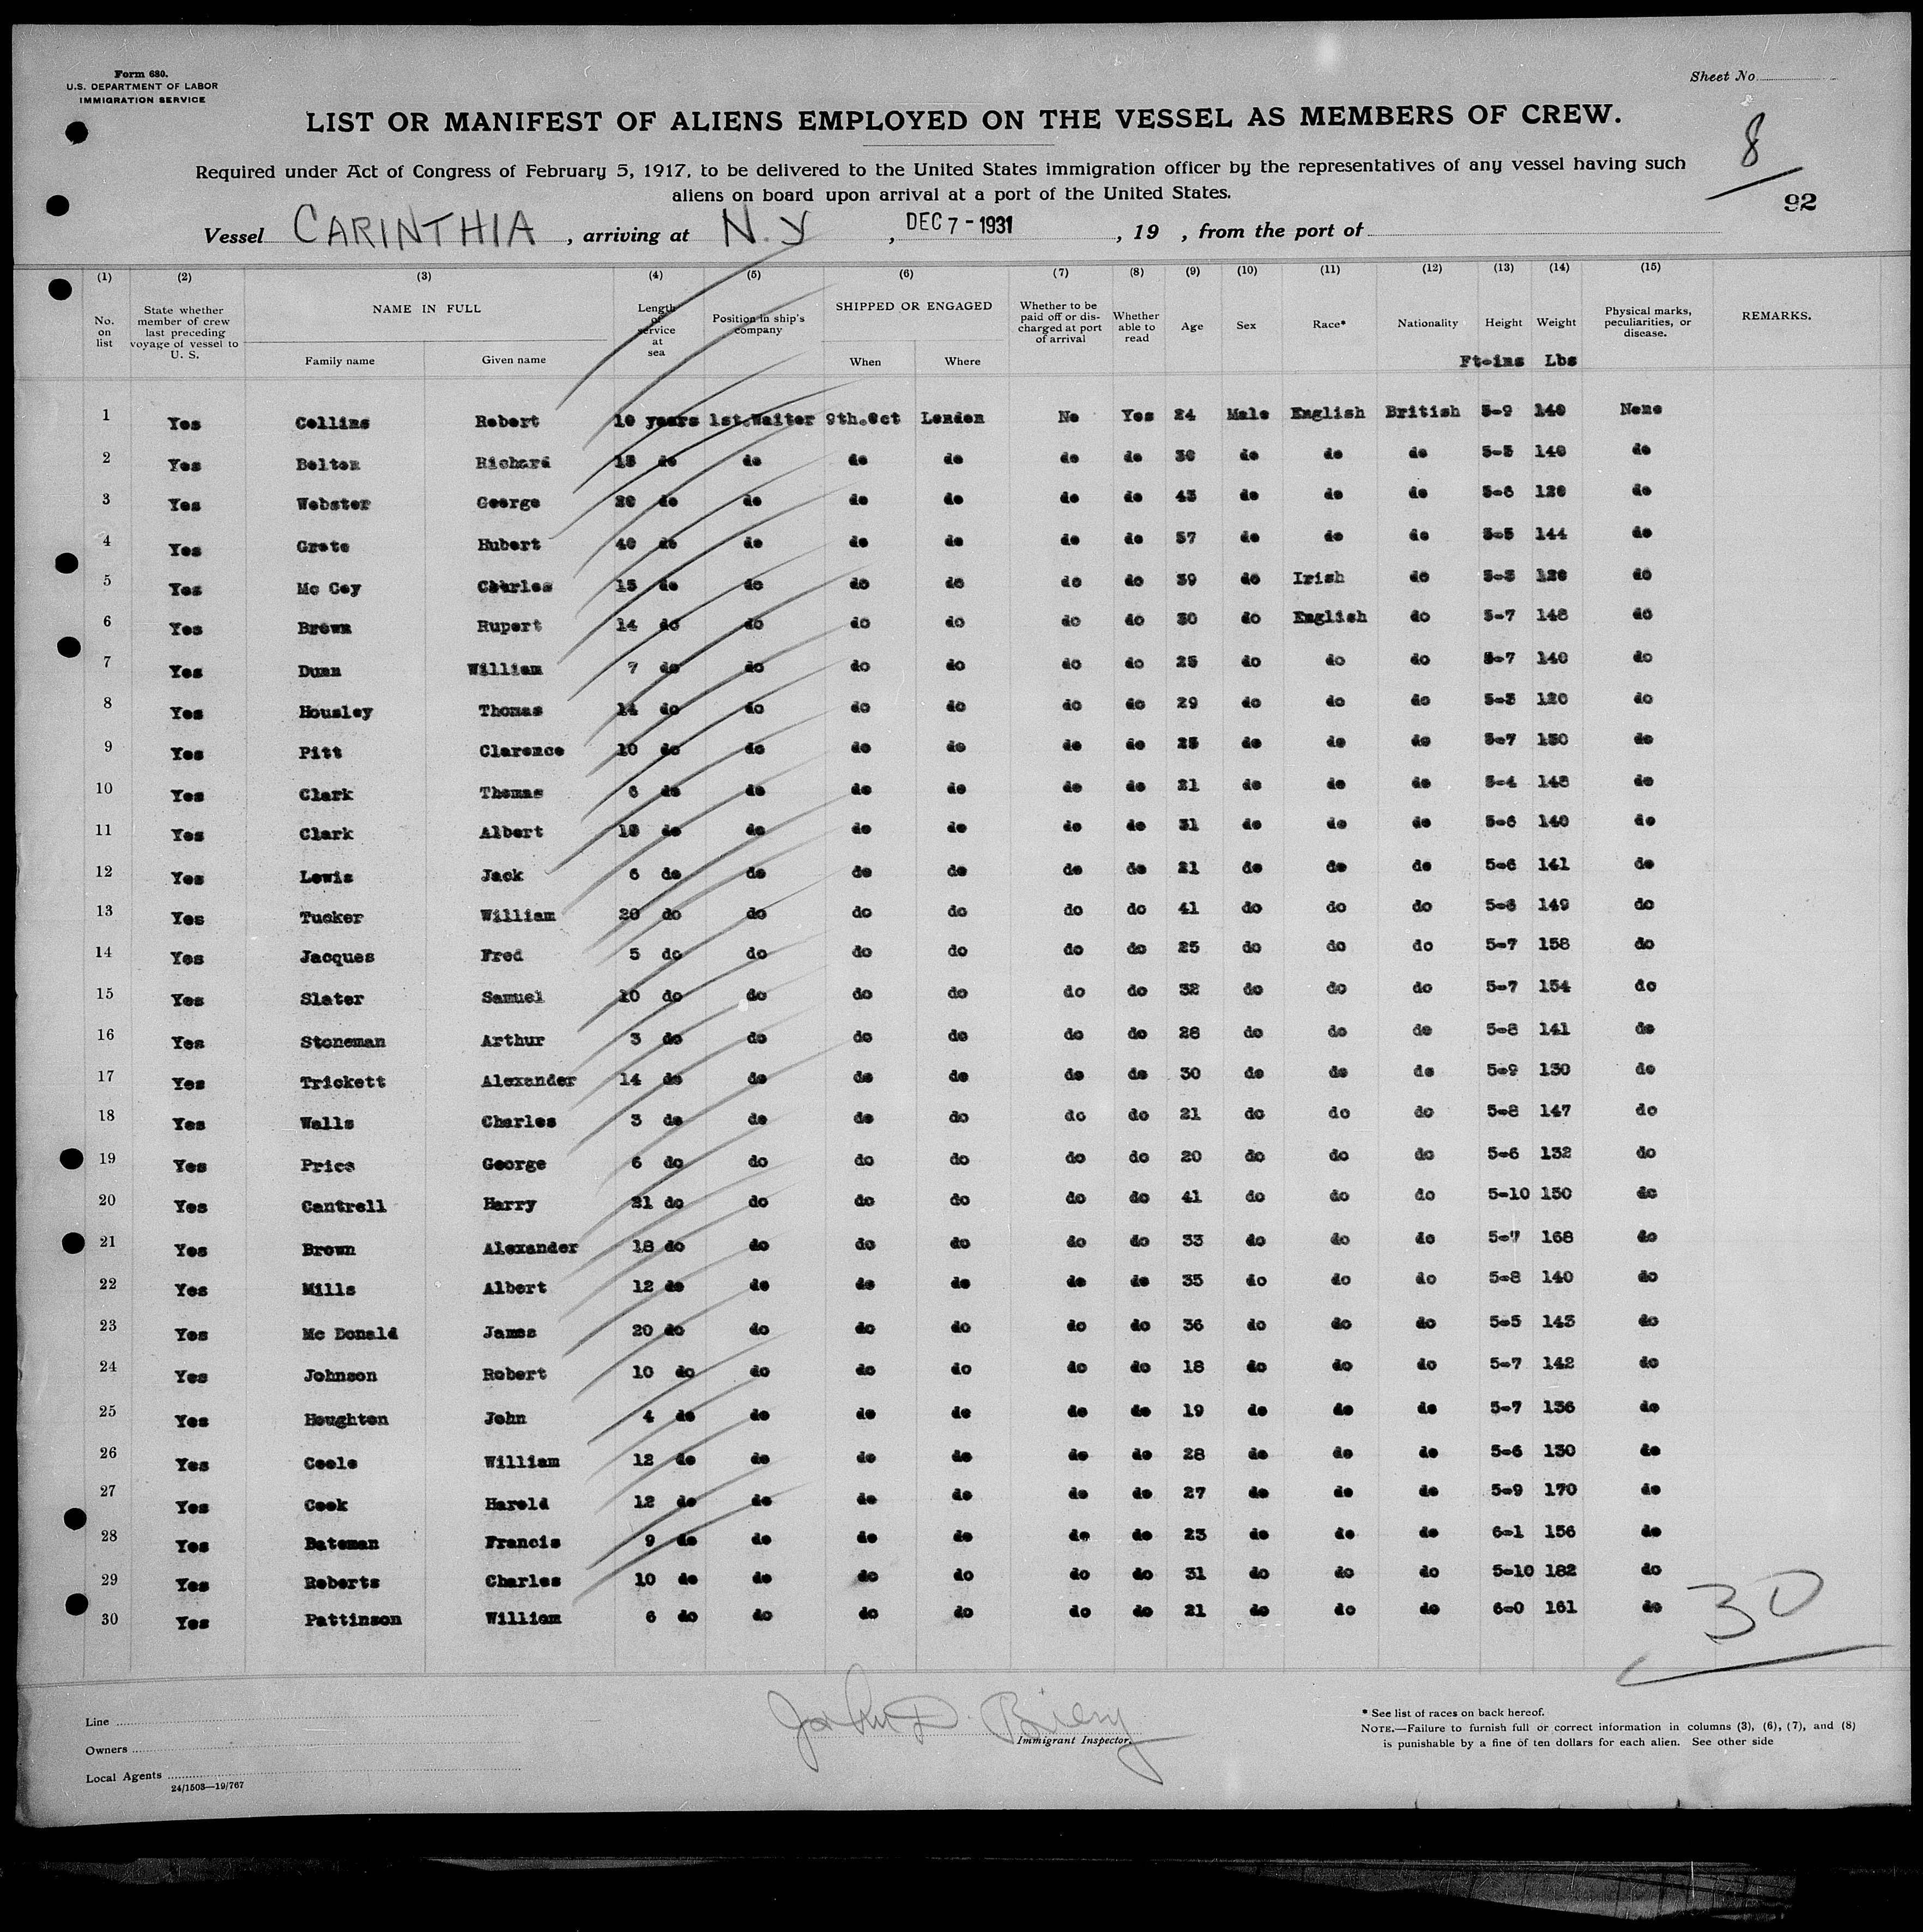 Form 680.
U.S. DEPARTMENT OF LABOR
IMMIGRATION SERVICE
Sheet No.
LIST OR MANIFEST OF ALIENS EMPLOYED ON THE VESSEL AS MEMBERS OF CREW.
8
Required under Act of Congress of February 5, 1917, to be delivered to the United States immigration officer by the representatives of any vessel having such
aliens on board upon arrival at a port of the United States.
92
Vessel CARINTHIA , arriving at N.Y , DEC 7 - 1931 , 19 , from the port of
(1) (2) (3) (4) (5) (6) (7) (8) (9) (10) (11) (12) (13) (14) (15)
No. on list State whether member of crew last preceding voyage of vessel to U. S. NAME IN FULL Length of service at sea Position in ship's company SHIPPED OR ENGAGED Whether to be paid off or discharged at port of arrival Whether able to read Age Sex Race* Nationality Height Weight Physical marks, peculiarities, or disease. REMARKS.
Family name Given name When Where Ft-ins Lbs
1 Yes Collins Robert 10 years 1st.Waiter 9th.Oct London No Yes 24 Male English British 5-9 140 None
2 Yes Bolton Richard 15 do do do do do do 30 do do do 5-5 140 do
3 Yes Webster George do do do do do do 43 do do do 5-6 120 do
4 Yes Hubert 40 do do do do do do 57 do do do 5-5 144 do
5 Yes Mc Coy Charles 15 do do do do do do 39 do Irish do 5-3 120 do
6 Yes Brown Rupert 14 do do do do do do 30 do English do 5-7 148 do
7 Yes Dunn William 7 do do do do do do 25 do do do 5-7 140 do
8 Yes Housley Thomas 14 do do do do do do 29 do do do 5-3 120 do
9 Yes Pitt Clarence 10 do do do do do do 25 do do do 5-7 150 do
10 Yes Clark Thomas 6 do do do do do do 21 do do do 5-4 148 do
11 Yes Clark Albert do do do do do do 31 do do do 5-6 140 do
12 Yes Lewis Jack 6 do do do do do do 21 do do do 5-6 141 do
13 Yes Tucker William 20 do do do do do do 41 do do do 5-6 149 do
14 Yes Jacques Fred 5 do do do do do do 25 do do do 5-7 158 do
15 Yes Slater Samuel 10 do do do do do do 32 do do do 5-7 154 do
16 Yes Stoneman Arthur 3 do do do do do do 28 do do do 5-8 141 do
17 Yes Trickett Alexander 14 do do do do do do 30 do do do 5-9 130 do
18 Yes Walls Charles 3 do do do do do do 21 do do do 5-8 147 do
19 Yes Price George 6 do do do do do do 20 do do do 5-6 132 do
20 Yes Cantrell Harry 21 do do do do do do 41 do do do 5-10 150 do
21 Yes Brown Alexander 18 do do do do do do 33 do do do 5-7 168 do
22 Yes Mills Albert 12 do do do do do do 35 do do do 5-8 140 do
23 Yes Mc Donald James 20 do do do do do do 36 do do do 5-5 143 do
24 Yes Johnson Robert 10 do do do do do do 18 do do do 5-7 142 do
25 Yes Houghton John 4 do do do do do do 19 do do do 5-7 136 do
26 Yes Coole William 12 do do do do do do 28 do do do 5-6 130 do
27 Yes Cook Harold 12 do do do do do do 27 do do do 5-9 170 do
28 Yes Bateman Francis 9 do do do do do do 23 do do do 6-1 156 do
29 Yes Roberts Charles 10 do do do do do do 31 do do do 5-10 182 do
30 Yes Pattinson William 6 do do do do do do 21 do do do 6-0 161 do
30
Line
Owners
Local Agents
24/1503—19/767
John D.
Immigrant Inspector.
* See list of races on back hereof.
NOTE.—Failure to furnish full or correct information in columns (3), (6), (7), and (8)
is punishable by a fine of ten dollars for each alien. See other side